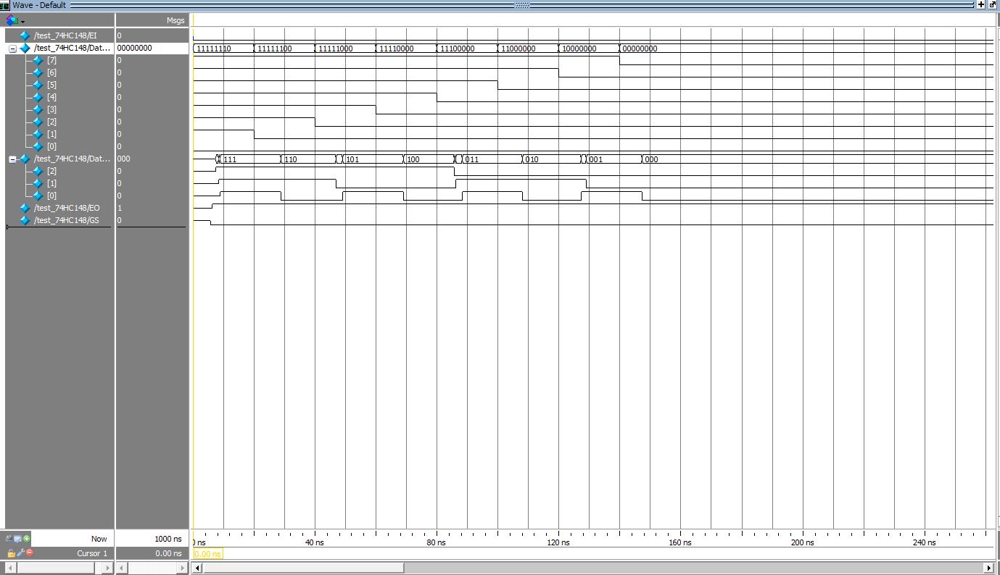 Wave - Default
Msgs
/test_74HC148/EI 0
/test_74HC148/Dat... 00000000 11111110 11111100 11111000 11110000 11100000 11000000 10000000 00000000
[7] 0
[6] 0
[5] 0
[4] 0
[3] 0
[2] 0
[1] 0
[0] 0
/test_74HC148/Dat... 000 111 110 101 100 011 010 001 000
[2] 0
[1] 0
[0] 0
/test_74HC148/EO 1
/test_74HC148/GS 0
Now 1000 ns 0 ns 40 ns 80 ns 120 ns 160 ns 200 ns 240 ns
Cursor 1 0.00 ns 0.00 ns